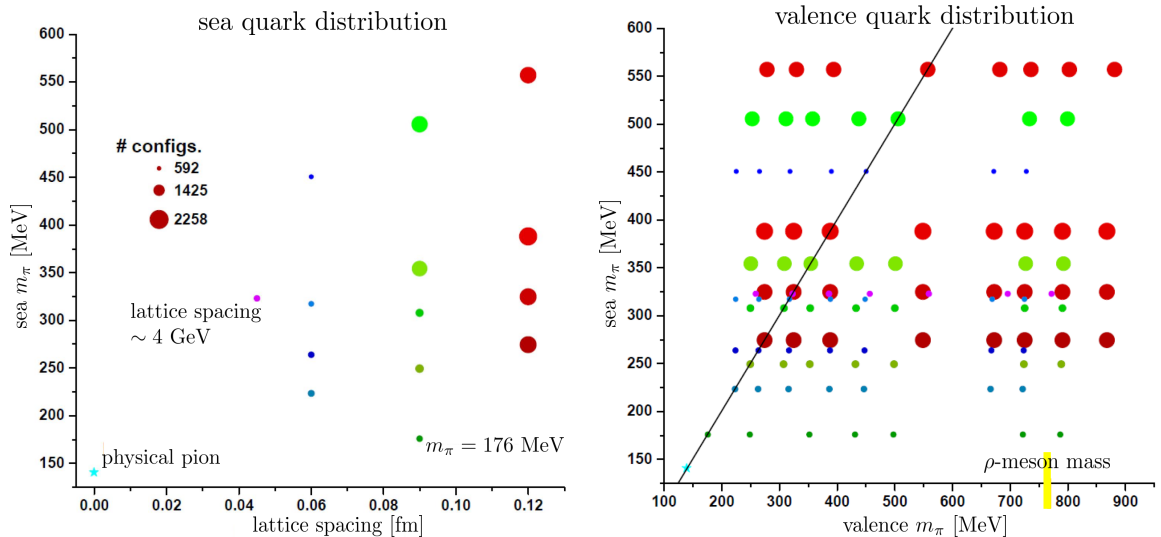 sea quark distribution
600
550
500
450
400
350
300
250
200
150
sea mπ [MeV]
# configs.
592
1425
2258
lattice spacing
∼ 4 GeV
physical pion
mπ = 176 MeV
0.00 0.02 0.04 0.06 0.08 0.10 0.12
lattice spacing [fm]
valence quark distribution
600
550
500
450
400
350
300
250
200
150
sea mπ [MeV]
ρ-meson mass
100 200 300 400 500 600 700 800 900
valence mπ [MeV]